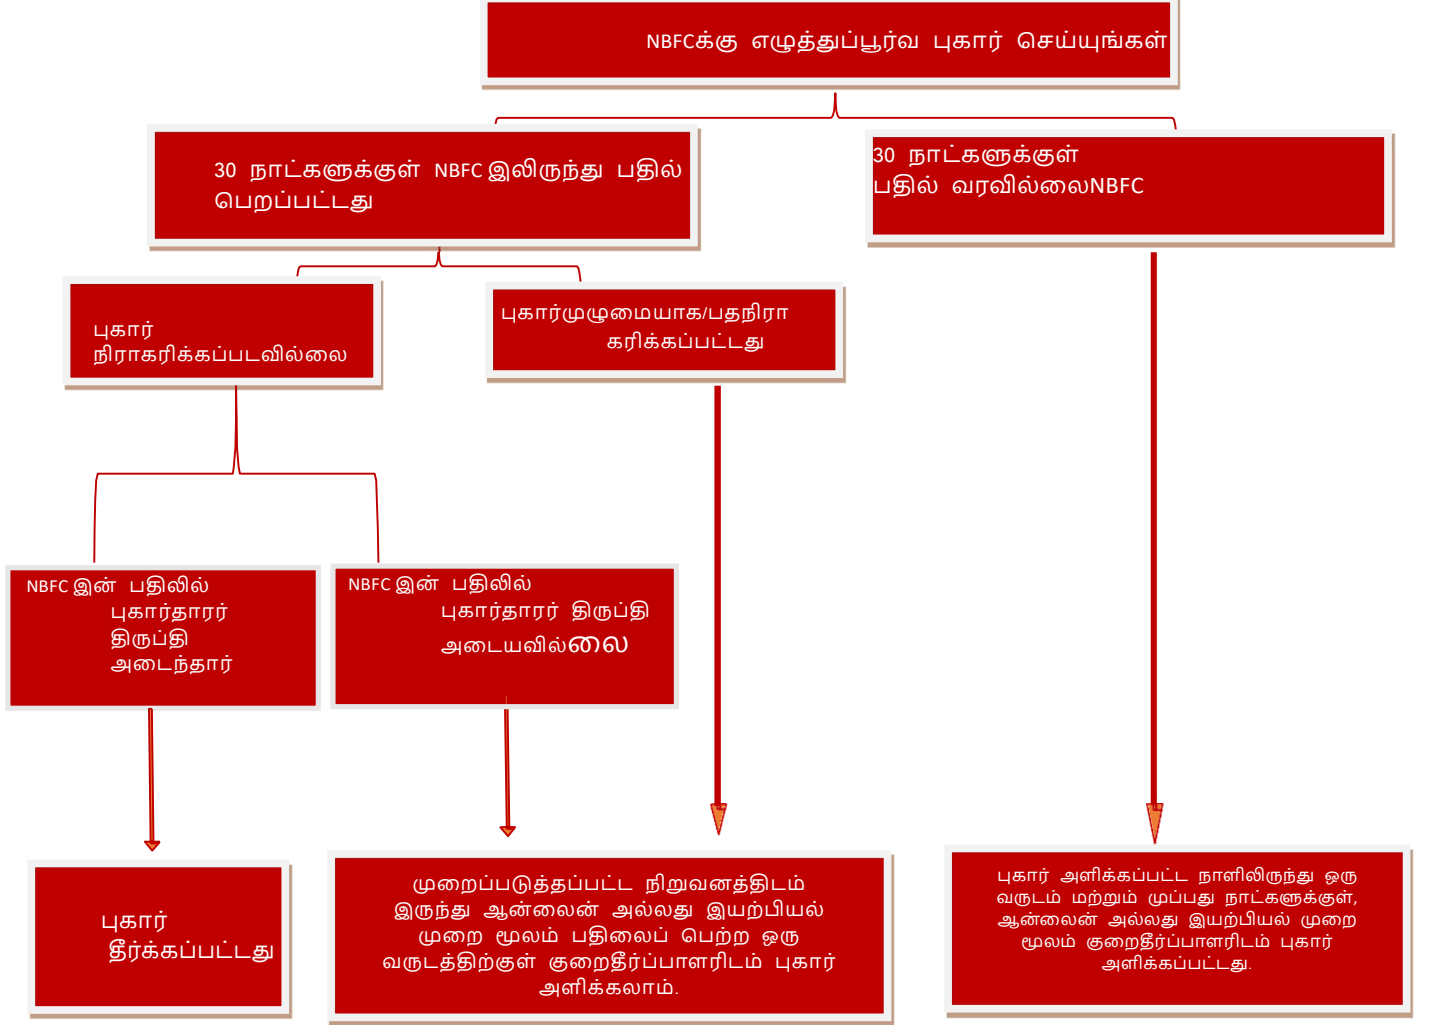 NBFCக்கு எழுத்துப்பூர்வ புகார் செய்யுங்கள்
30 நாட்களுக்குள் NBFC இலிருந்து பதில்
பெறப்பட்டது
30 நாட்களுக்குள்
பதில் வரவில்லைNBFC
புகார்
நிராகரிக்கப்படவில்லை
புகார்முழுமையாக/பதநிரா
கரிக்கப்பட்டது
NBFC இன் பதிலில்
புகார்தாரர்
திருப்தி
அடைந்தார்
NBFC இன் பதிலில்
புகார்தாரர் திருப்தி
அடையவில்லை
புகார்
தீர்க்கப்பட்டது
முறைப்படுத்தப்பட்ட நிறுவனத்திடம்
இருந்து ஆன்லைன் அல்லது இயற்பியல்
முறை மூலம் பதிலைப் பெற்ற ஒரு
வருடத்திற்குள் குறைதீர்ப்பாளரிடம் புகார்
அளிக்கலாம்.
புகார் அளிக்கப்பட்ட நாளிலிருந்து ஒரு
வருடம் மற்றும் முப்பது நாட்களுக்குள்,
ஆன்லைன் அல்லது இயற்பியல் முறை
மூலம் குறைதீர்ப்பாளரிடம் புகார்
அளிக்கப்பட்டது.